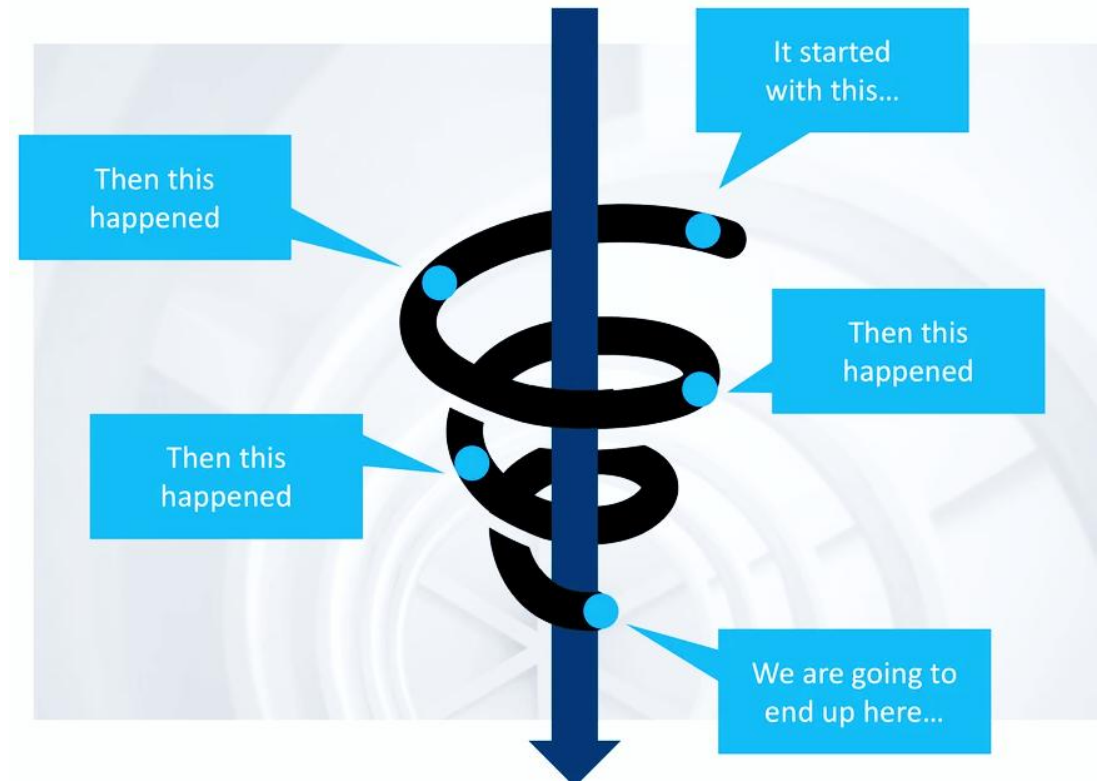 It started
with this…
Then this
happened
Then this
happened
Then this
happened
We are going to
end up here…